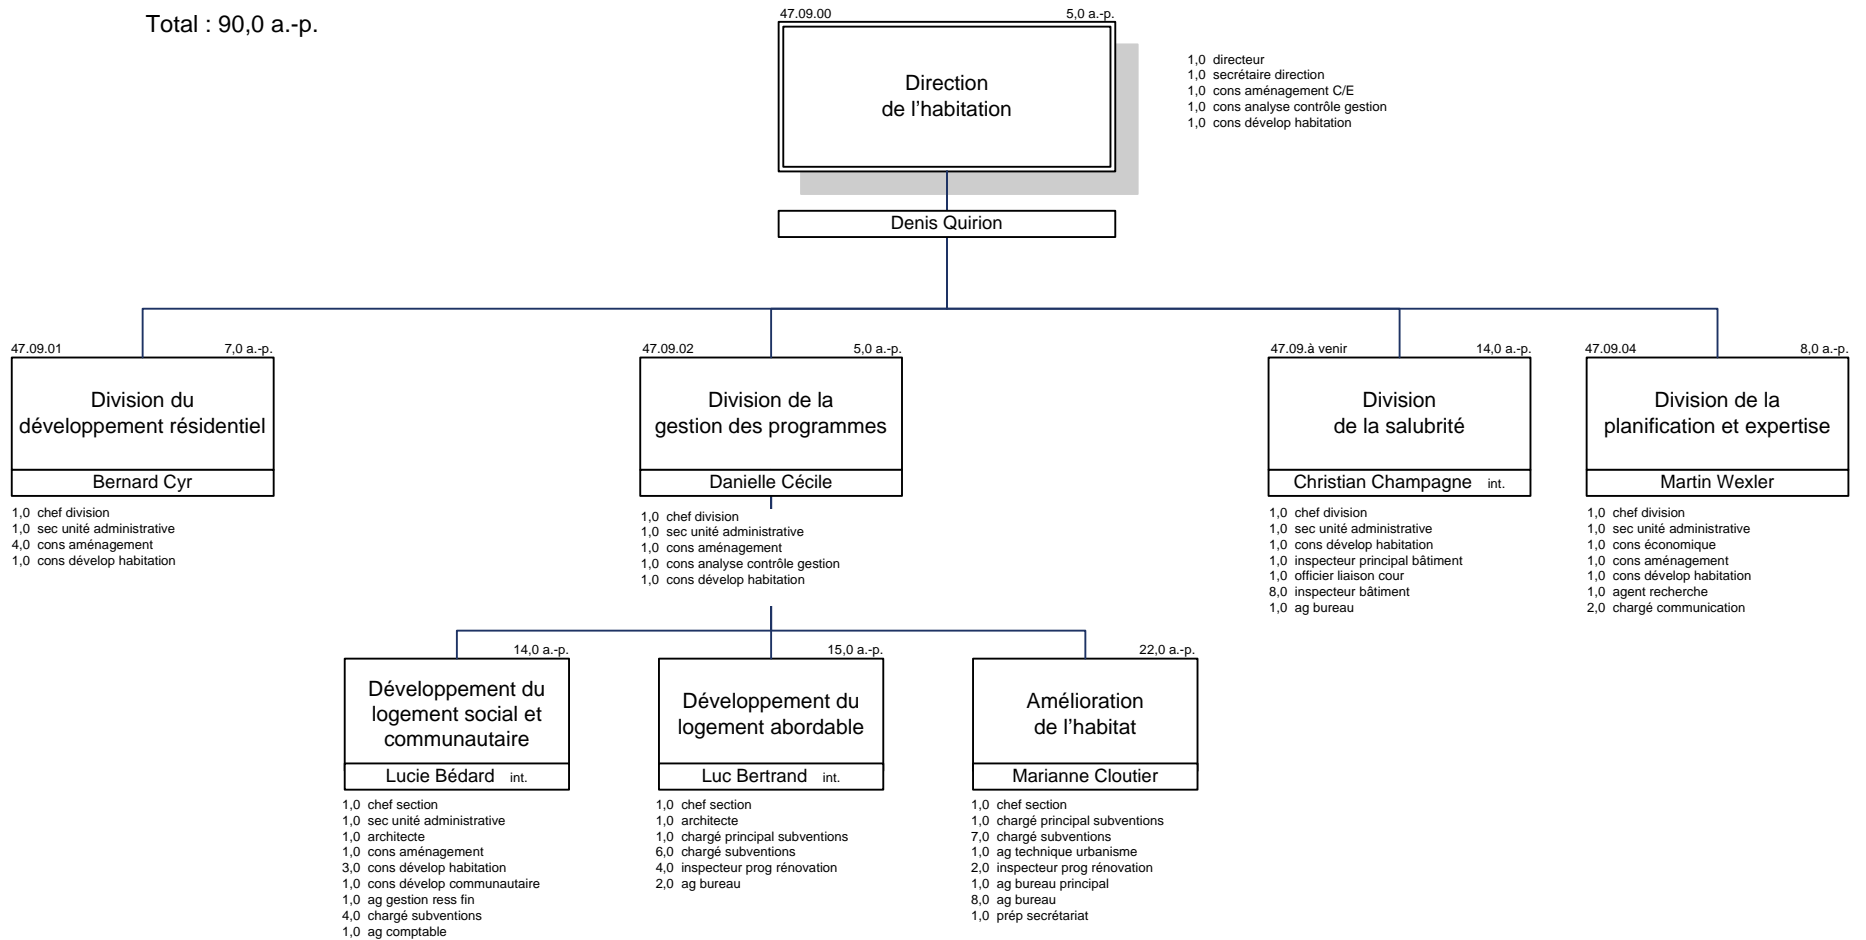 Total : 90,0 a.-p.
47.09.00 5,0 a.-p.
Direction
de l'habitation
1,0 directeur
1,0 secrétaire direction
1,0 cons aménagement C/E
1,0 cons analyse contrôle gestion
1,0 cons dévelop habitation
Denis Quirion
47.09.01 7,0 a.-p.
Division du
développement résidentiel
Bernard Cyr
1,0 chef division
1,0 sec unité administrative
4,0 cons aménagement
1,0 cons dévelop habitation
47.09.02 5,0 a.-p.
Division de la
gestion des programmes
Danielle Cécile
1,0 chef division
1,0 sec unité administrative
1,0 cons aménagement
1,0 cons analyse contrôle gestion
1,0 cons dévelop habitation
47.09.à venir 14,0 a.-p.
Division
de la salubrité
Christian Champagne int.
1,0 chef division
1,0 sec unité administrative
1,0 cons dévelop habitation
1,0 inspecteur principal bâtiment
1,0 officier liaison cour
8,0 inspecteur bâtiment
1,0 ag bureau
47.09.04 8,0 a.-p.
Division de la
planification et expertise
Martin Wexler
1,0 chef division
1,0 sec unité administrative
1,0 cons économique
1,0 cons aménagement
1,0 cons dévelop habitation
1,0 agent recherche
2,0 chargé communication
14,0 a.-p.
Développement du
logement social et
communautaire
Lucie Bédard int.
1,0 chef section
1,0 sec unité administrative
1,0 architecte
1,0 cons aménagement
3,0 cons dévelop habitation
1,0 cons dévelop communautaire
1,0 ag gestion ress fin
4,0 chargé subventions
1,0 ag comptable
15,0 a.-p.
Développement du
logement abordable
Luc Bertrand int.
1,0 chef section
1,0 architecte
1,0 chargé principal subventions
6,0 chargé subventions
4,0 inspecteur prog rénovation
2,0 ag bureau
22,0 a.-p.
Amélioration
de l'habitat
Marianne Cloutier
1,0 chef section
1,0 chargé principal subventions
7,0 chargé subventions
1,0 ag technique urbanisme
2,0 inspecteur prog rénovation
1,0 ag bureau principal
8,0 ag bureau
1,0 prép secrétariat